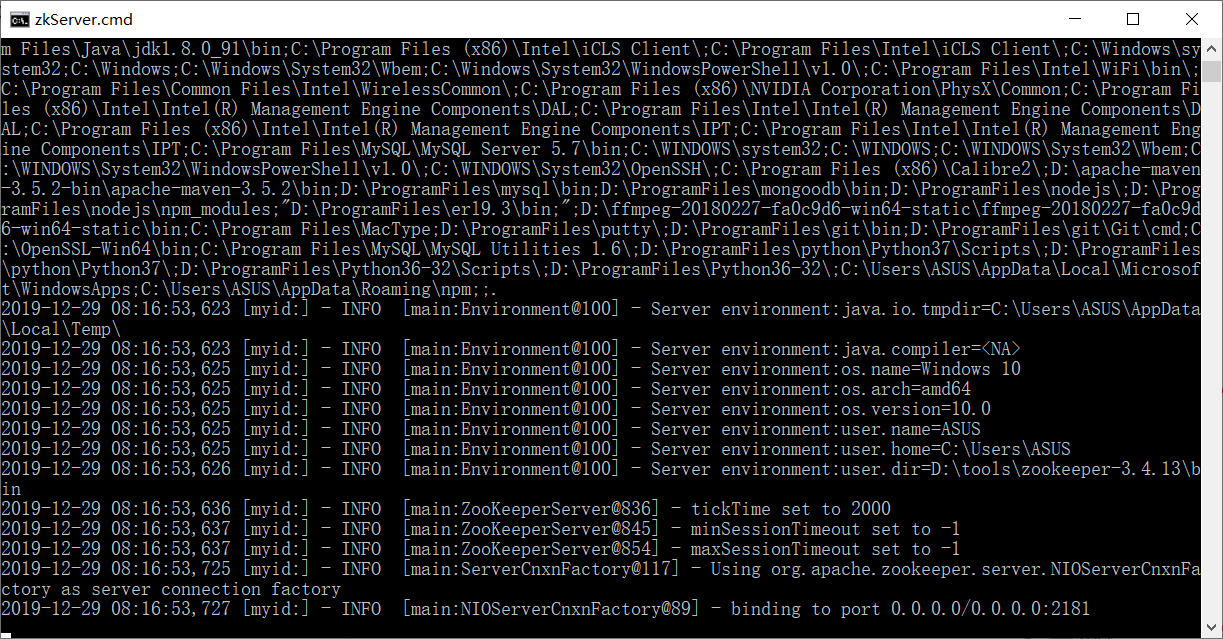 zkServer.cmd
m Files\Java\jdk1.8.0_91\bin;C:\Program Files (x86)\Intel\iCLS Client\;C:\Program Files\Intel\iCLS Client\;C:\Windows\sy
stem32;C:\Windows;C:\Windows\System32\Wbem;C:\Windows\System32\WindowsPowerShell\v1.0\;C:\Program Files\Intel\WiFi\bin\;
C:\Program Files\Common Files\Intel\WirelessCommon\;C:\Program Files (x86)\NVIDIA Corporation\PhysX\Common;C:\Program Fi
les (x86)\Intel\Intel(R) Management Engine Components\DAL;C:\Program Files\Intel\Intel(R) Management Engine Components\D
AL;C:\Program Files (x86)\Intel\Intel(R) Management Engine Components\IPT;C:\Program Files\Intel\Intel(R) Management Eng
ine Components\IPT;C:\Program Files\MySQL\MySQL Server 5.7\bin;C:\WINDOWS\system32;C:\WINDOWS;C:\WINDOWS\System32\Wbem;C
:\WINDOWS\System32\WindowsPowerShell\v1.0\;C:\WINDOWS\System32\OpenSSH\;C:\Program Files (x86)\Calibre2\;D:\apache-maven
-3.5.2-bin\apache-maven-3.5.2\bin;D:\ProgramFiles\mysql\bin;D:\ProgramFiles\mongoodb\bin;D:\ProgramFiles\nodejs\;D:\Prog
ramFiles\nodejs\npm_modules;"D:\ProgramFiles\erl9.3\bin;";D:\ffmpeg-20180227-fa0c9d6-win64-static\ffmpeg-20180227-fa0c9d
6-win64-static\bin;C:\Program Files\MacType;D:\ProgramFiles\putty\;D:\ProgramFiles\git\bin;D:\ProgramFiles\git\Git\cmd;C
:\OpenSSL-Win64\bin;C:\Program Files\MySQL\MySQL Utilities 1.6\;D:\ProgramFiles\python\Python37\Scripts\;D:\ProgramFiles
\python\Python37\;D:\ProgramFiles\Python36-32\Scripts\;D:\ProgramFiles\Python36-32\;C:\Users\ASUS\AppData\Local\Microsof
t\WindowsApps;C:\Users\ASUS\AppData\Roaming\npm;;.
2019-12-29 08:16:53,623 [myid:] - INFO  [main:Environment@100] - Server environment:java.io.tmpdir=C:\Users\ASUS\AppData
\Local\Temp\
2019-12-29 08:16:53,623 [myid:] - INFO  [main:Environment@100] - Server environment:java.compiler=<NA>
2019-12-29 08:16:53,625 [myid:] - INFO  [main:Environment@100] - Server environment:os.name=Windows 10
2019-12-29 08:16:53,625 [myid:] - INFO  [main:Environment@100] - Server environment:os.arch=amd64
2019-12-29 08:16:53,625 [myid:] - INFO  [main:Environment@100] - Server environment:os.version=10.0
2019-12-29 08:16:53,625 [myid:] - INFO  [main:Environment@100] - Server environment:user.name=ASUS
2019-12-29 08:16:53,625 [myid:] - INFO  [main:Environment@100] - Server environment:user.home=C:\Users\ASUS
2019-12-29 08:16:53,626 [myid:] - INFO  [main:Environment@100] - Server environment:user.dir=D:\tools\zookeeper-3.4.13\b
in
2019-12-29 08:16:53,636 [myid:] - INFO  [main:ZooKeeperServer@836] - tickTime set to 2000
2019-12-29 08:16:53,637 [myid:] - INFO  [main:ZooKeeperServer@845] - minSessionTimeout set to -1
2019-12-29 08:16:53,637 [myid:] - INFO  [main:ZooKeeperServer@854] - maxSessionTimeout set to -1
2019-12-29 08:16:53,725 [myid:] - INFO  [main:ServerCnxnFactory@117] - Using org.apache.zookeeper.server.NIOServerCnxnFa
ctory as server connection factory
2019-12-29 08:16:53,727 [myid:] - INFO  [main:NIOServerCnxnFactory@89] - binding to port 0.0.0.0/0.0.0.0:2181